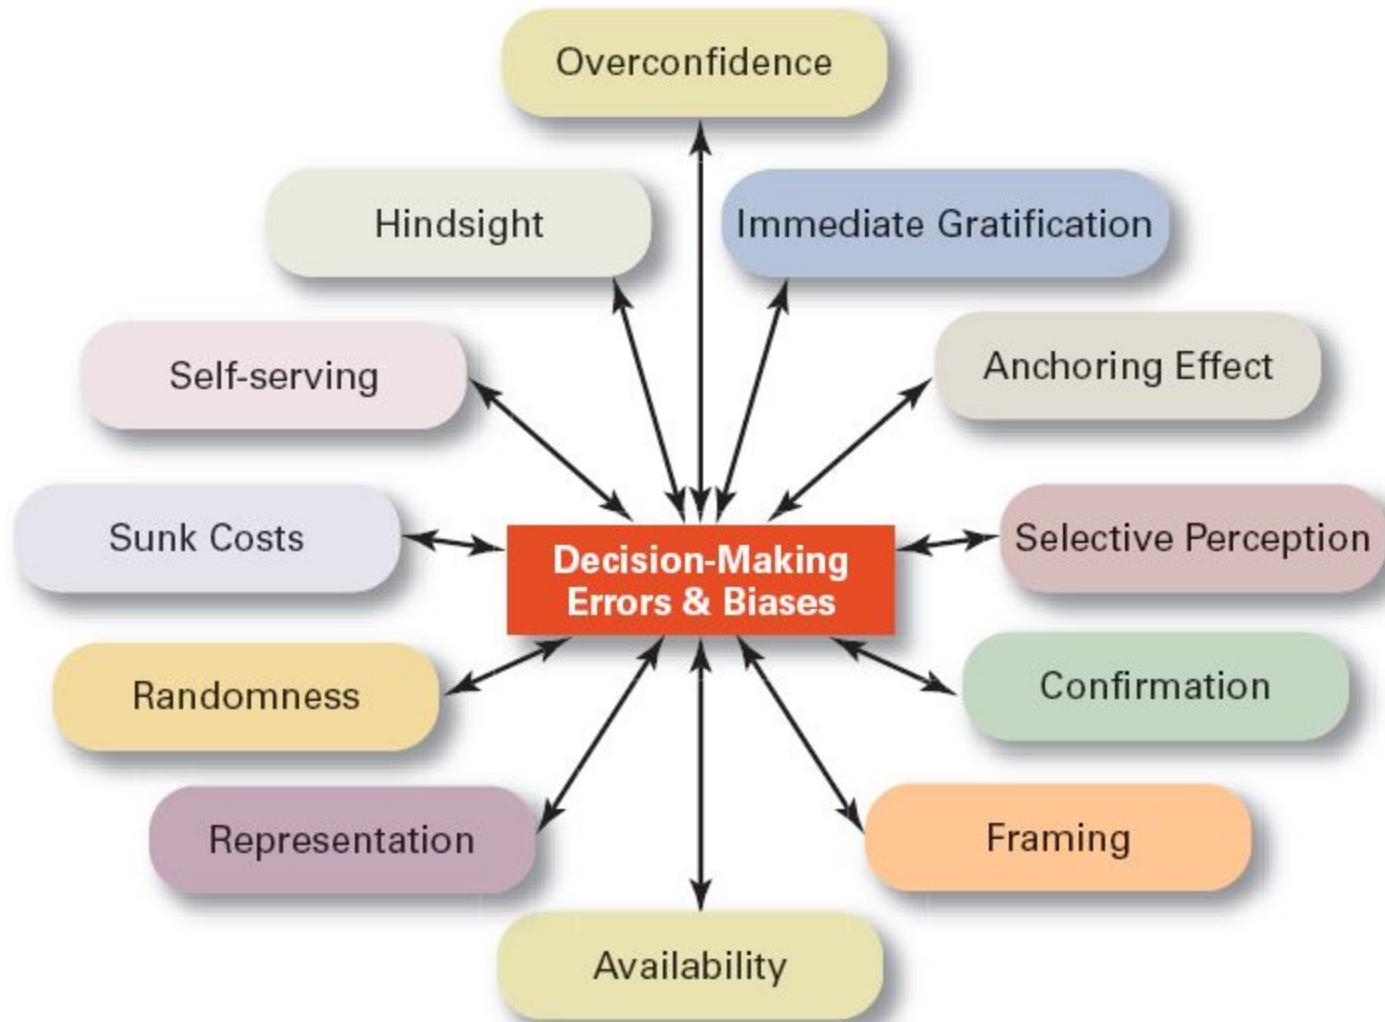 Overconfidence
Hindsight
Immediate Gratification
Self-serving
Anchoring Effect
Sunk Costs
Decision-Making
Errors & Biases
Selective Perception
Randomness
Confirmation
Representation
Framing
Availability